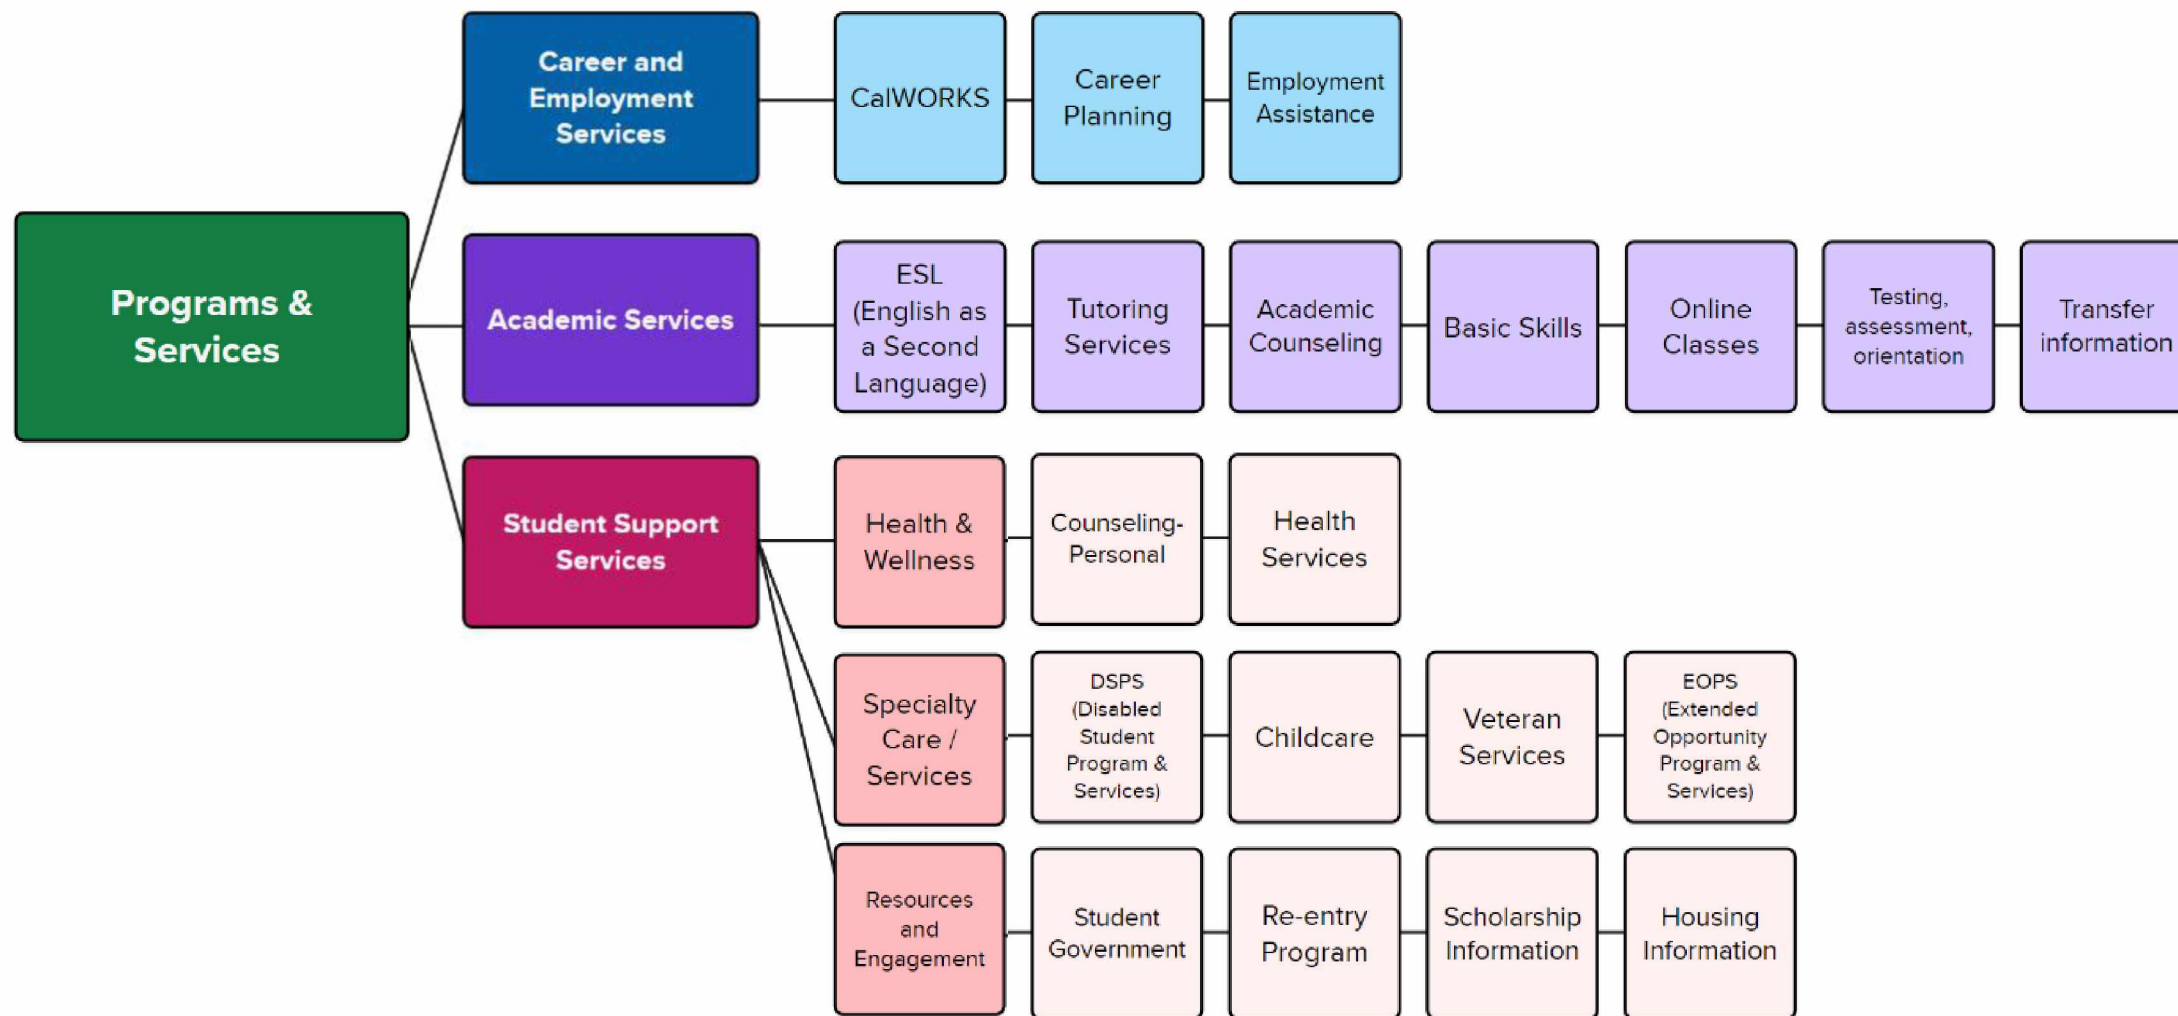 Career and
Employment
Services
CalWORKS
Career
Planning
Employment
Assistance
Programs &
Services
Academic Services
ESL
(English as
a Second
Language)
Tutoring
Services
Academic
Counseling
Basic Skills
Online
Classes
Testing,
assessment,
orientation
Transfer
information
Student Support
Services
Health &
Wellness
Counseling-
Personal
Health
Services
Specialty
Care /
Services
DSPS
(Disabled
Student
Program &
Services)
Childcare
Veteran
Services
EOPS
(Extended
Opportunity
Program &
Services)
Resources
and
Engagement
Student
Government
Re-entry
Program
Scholarship
Information
Housing
Information